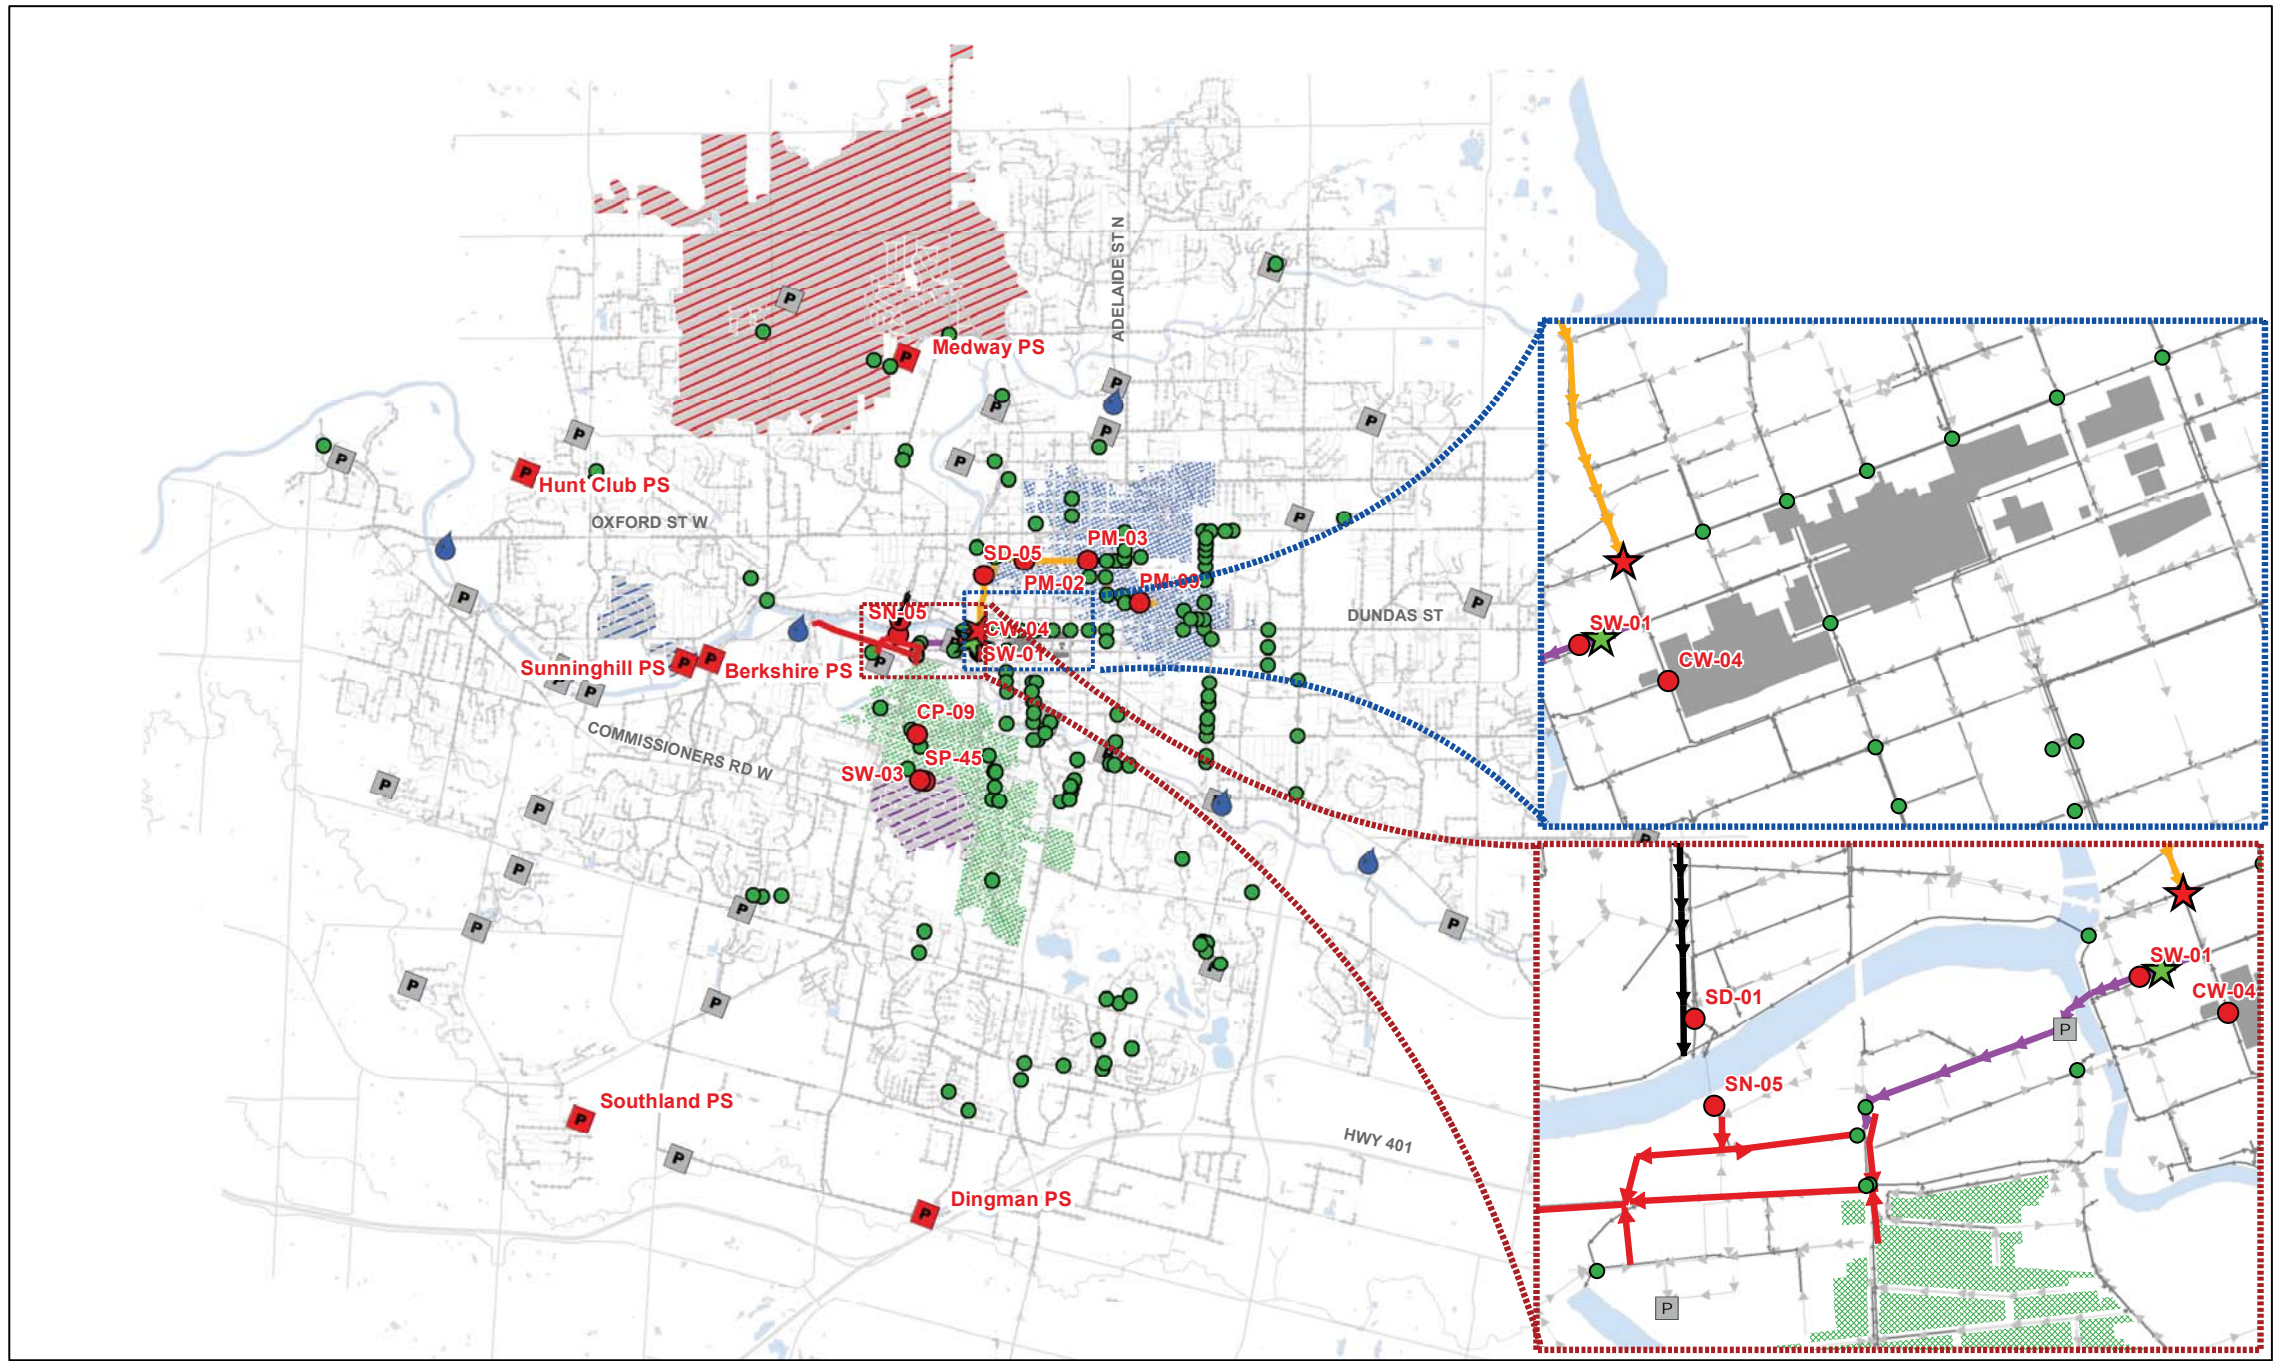 ADELAIDE ST N
Medway PS
Hunt Club PS
OXFORD ST W
SD-05
PM-03
PM-02
PM-09
SN-05
CW-04
SW-01
DUNDAS ST
Sunninghill PS
Berkshire PS
CP-09
COMMISSIONERS RD W
SP-45
SW-03
Southland PS
HWY 401
Dingman PS
SW-01
CW-04
SW-01
SD-01
CW-04
P
SN-05
P